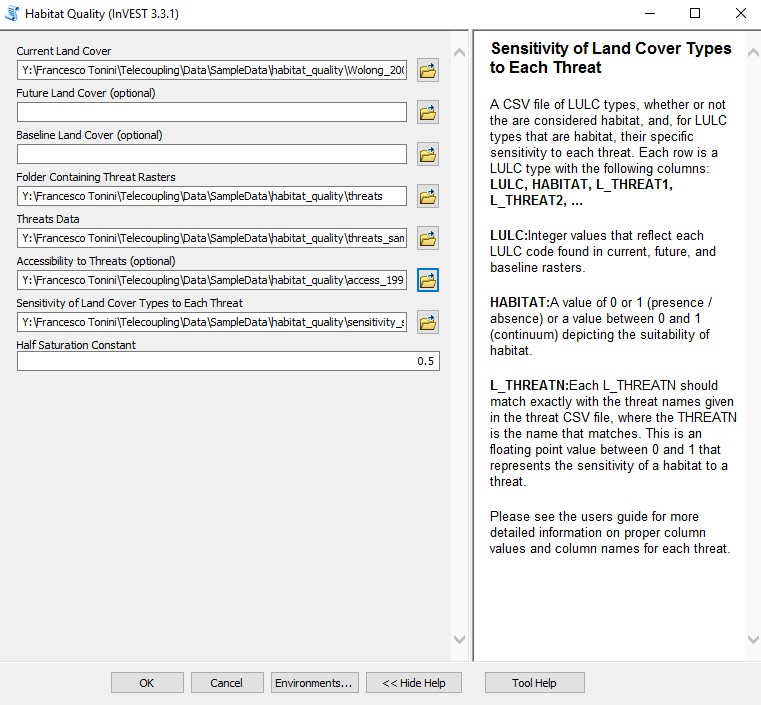 Habitat Quality (InVEST 3.3.1)
Current Land Cover
Y:\Francesco Tonini\Telecoupling\Data\SampleData\habitat_quality\Wolong_200
Future Land Cover (optional)
Baseline Land Cover (optional)
Folder Containing Threat Rasters
Y:\Francesco Tonini\Telecoupling\Data\SampleData\habitat_quality\threats
Threats Data
Y:\Francesco Tonini\Telecoupling\Data\SampleData\habitat_quality\threats_sam
Accessibility to Threats (optional)
Y:\Francesco Tonini\Telecoupling\Data\SampleData\habitat_quality\access_199
Sensitivity of Land Cover Types to Each Threat
Y:\Francesco Tonini\Telecoupling\Data\SampleData\habitat_quality\sensitivity_s
Half Saturation Constant
0.5
Sensitivity of Land Cover Types
to Each Threat
A CSV file of LULC types, whether or not
the are considered habitat, and, for LULC
types that are habitat, their specific
sensitivity to each threat. Each row is a
LULC type with the following columns:
LULC, HABITAT, L_THREAT1,
L_THREAT2, ...
LULC:Integer values that reflect each
LULC code found in current, future, and
baseline rasters.
HABITAT:A value of 0 or 1 (presence /
absence) or a value between 0 and 1
(continuum) depicting the suitability of
habitat.
L_THREATN:Each L_THREATN should
match exactly with the threat names given
in the threat CSV file, where the THREATN
is the name that matches. This is an
floating point value between 0 and 1 that
represents the sensitivity of a habitat to a
threat.
Please see the users guide for more
detailed information on proper column
values and column names for each threat.
OK
Cancel
Environments...
<< Hide Help
Tool Help